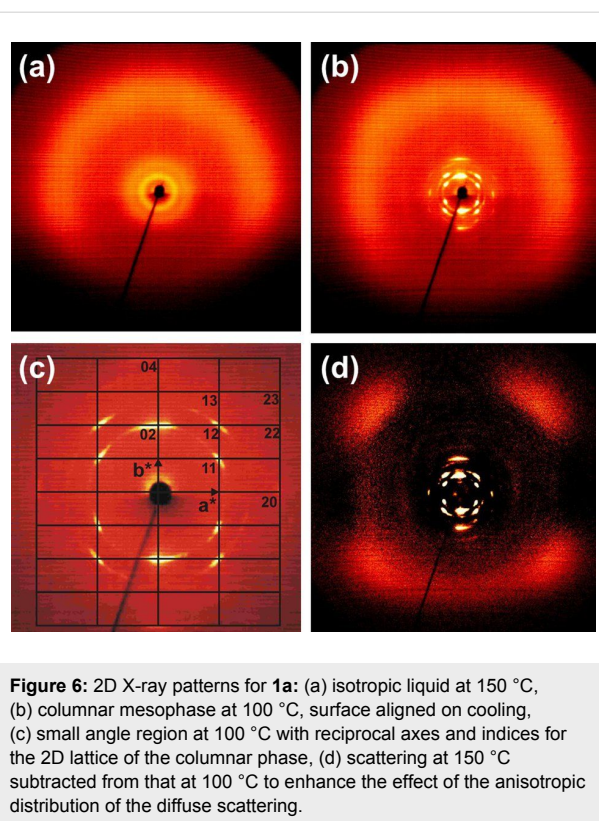 (a)
(b)
(c)
(d)
04
13
23
02
12
22
b*
11
a*
20
Figure 6: 2D X-ray patterns for 1a: (a) isotropic liquid at 150 °C,
(b) columnar mesophase at 100 °C, surface aligned on cooling,
(c) small angle region at 100 °C with reciprocal axes and indices for
the 2D lattice of the columnar phase, (d) scattering at 150 °C
subtracted from that at 100 °C to enhance the effect of the anisotropic
distribution of the diffuse scattering.